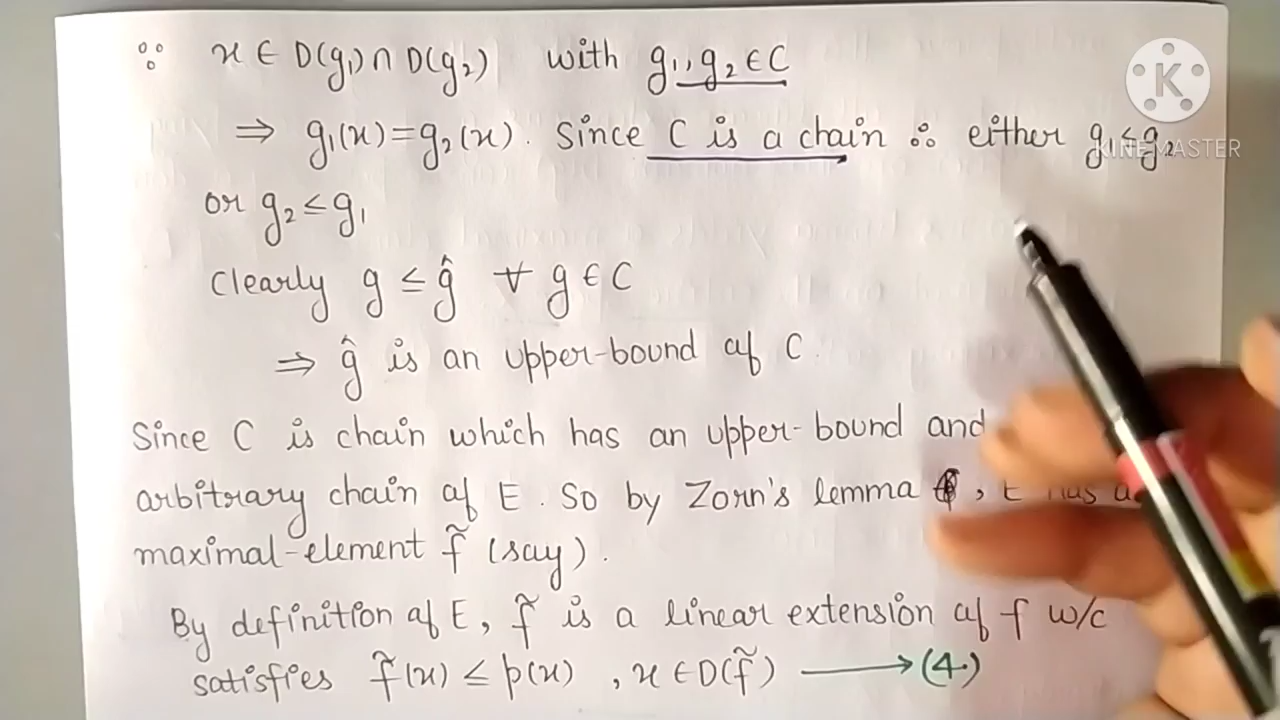 ∵ x ∈ D(g₁) ∩ D(g₂) with g₁, g₂ ∈ C
⇒ g₁(x) = g₂(x). Since C is a chain ∴ either g₁ ≤ g₂
or g₂ ≤ g₁
Clearly g ≤ ĝ ∀ g ∈ C
⇒ ĝ is an upper-bound of C.
Since C is chain which has an upper-bound and
arbitrary chain of E. So by Zorn's lemma, E has a
maximal-element f̃ (say).
By definition of E, f̃ is a linear extension of f w/c
satisfies f̃(x) ≤ p(x), x ∈ D(f̃) ⟶ (4.)
K
KINEMASTER